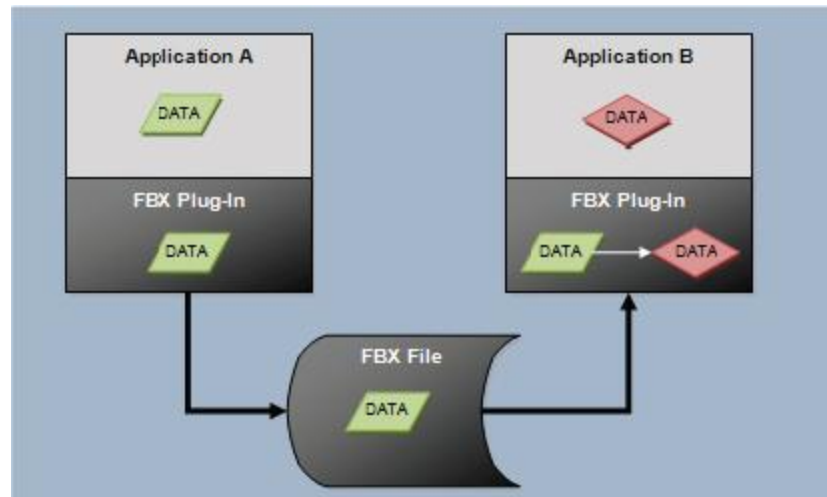 Application A
DATA
FBX Plug-In
DATA
Application B
DATA
FBX Plug-In
DATA DATA
FBX File
DATA